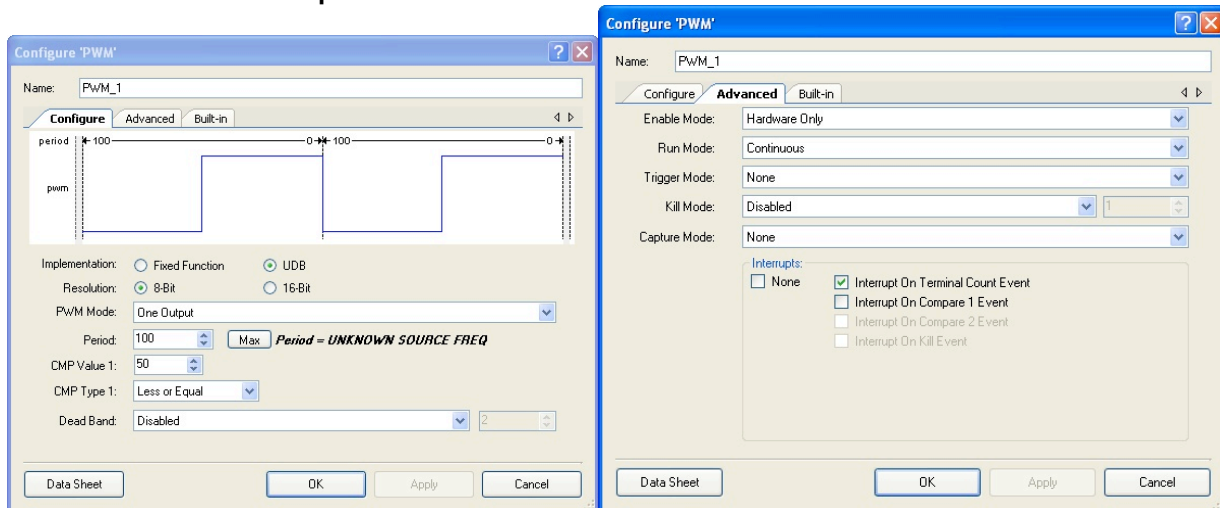 Configure 'PWM'
Name: PWM_1
Configure Advanced Built-in
period 100 0 100 0
pwm
Implementation: Fixed Function UDB
Resolution: 8-Bit 16-Bit
PWM Mode: One Output
Period: 100 Max Period = UNKNOWN SOURCE FREQ
CMP Value 1: 50
CMP Type 1: Less or Equal
Dead Band: Disabled 2
Data Sheet OK Apply Cancel
Configure 'PWM'
Name: PWM_1
Configure Advanced Built-in
Enable Mode: Hardware Only
Run Mode: Continuous
Trigger Mode: None
Kill Mode: Disabled 1
Capture Mode: None
Interrupts:
None Interrupt On Terminal Count Event
Interrupt On Compare 1 Event
Interrupt On Compare 2 Event
Interrupt On Kill Event
Data Sheet OK Apply Cancel